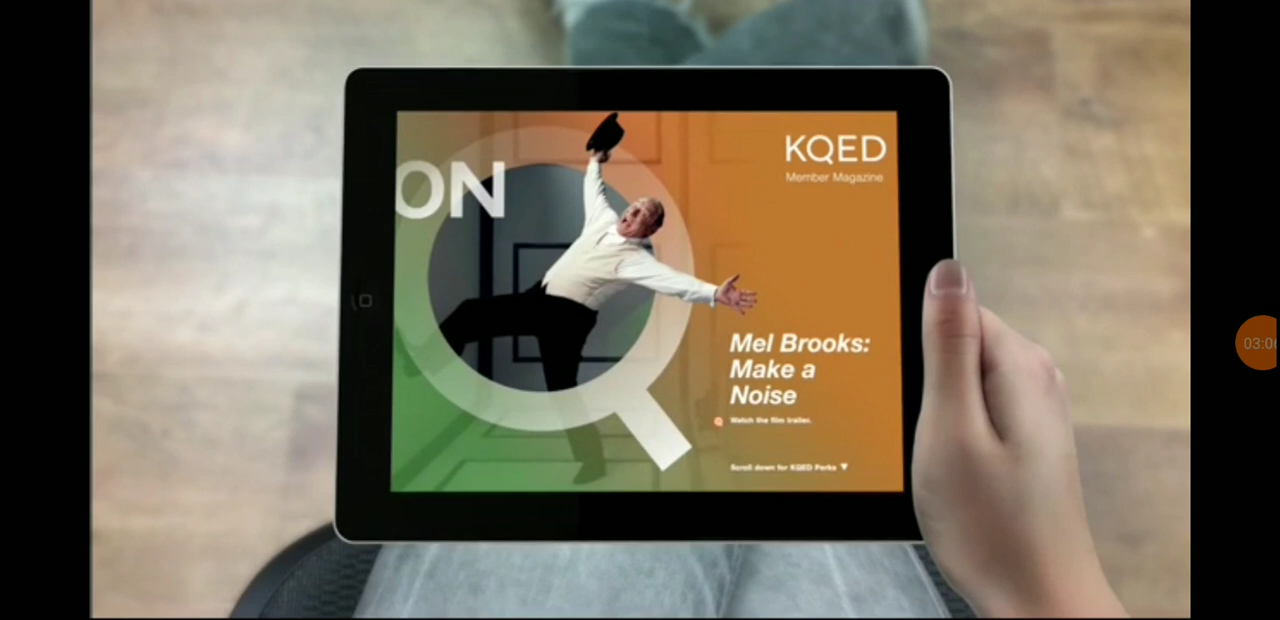 ON
KQED
Member Magazine
Mel Brooks:
Make a
Noise
Watch the film trailer.
Scroll down for KQED Perks